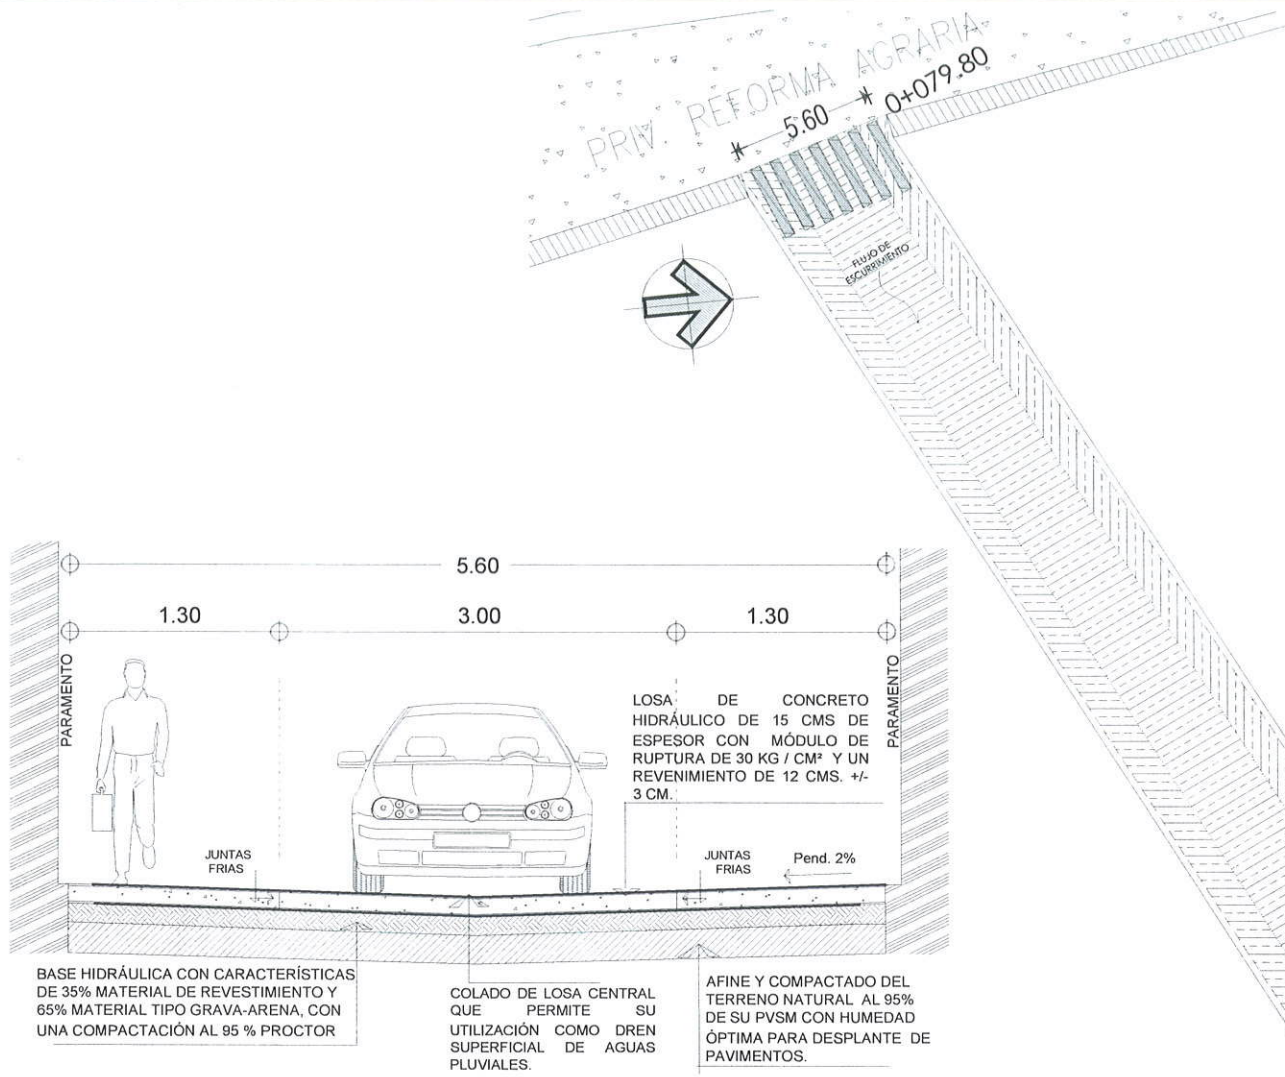 PRIV. REFORMA AGRARIA
5.60
0+079.80
FLUJO DE
ESCURRIMIENTO
5.60
1.30
3.00
1.30
PARAMENTO
PARAMENTO
LOSA DE CONCRETO
HIDRÁULICO DE 15 CMS DE
ESPESOR CON MÓDULO DE
RUPTURA DE 30 KG / CM² Y UN
REVENIMIENTO DE 12 CMS. +/-
3 CM.
JUNTAS
FRIAS
JUNTAS
FRIAS
Pend. 2%
BASE HIDRÁULICA CON CARACTERÍSTICAS
DE 35% MATERIAL DE REVESTIMIENTO Y
65% MATERIAL TIPO GRAVA-ARENA, CON
UNA COMPACTACIÓN AL 95 % PROCTOR
COLADO DE LOSA CENTRAL
QUE PERMITE SU
UTILIZACIÓN COMO DREN
SUPERFICIAL DE AGUAS
PLUVIALES.
AFINE Y COMPACTADO DEL
TERRENO NATURAL AL 95%
DE SU PVSM CON HUMEDAD
ÓPTIMA PARA DESPLANTE DE
PAVIMENTOS.